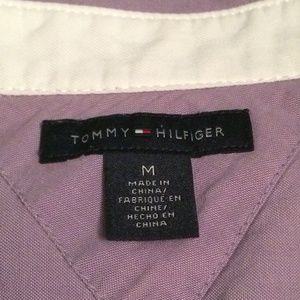 TOMMY HILFIGER
M
MADE IN
CHINA/
FABRIQUÉ EN
CHINE/
HECHO EN
CHINA